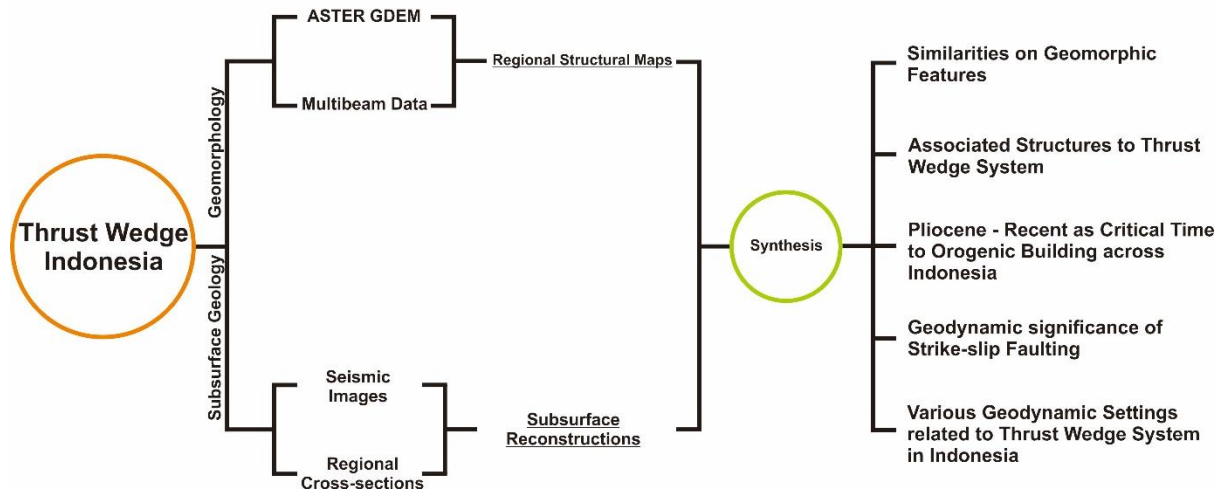 Thrust Wedge
Indonesia
Geomorphology
Subsurface Geology
ASTER GDEM
Multibeam Data
Regional Structural Maps
Seismic
Images
Regional
Cross-sections
Subsurface
Reconstructions
Synthesis
Similarities on Geomorphic
Features
Associated Structures to Thrust
Wedge System
Pliocene - Recent as Critical Time
to Orogenic Building across
Indonesia
Geodynamic significance of
Strike-slip Faulting
Various Geodynamic Settings
related to Thrust Wedge System
in Indonesia